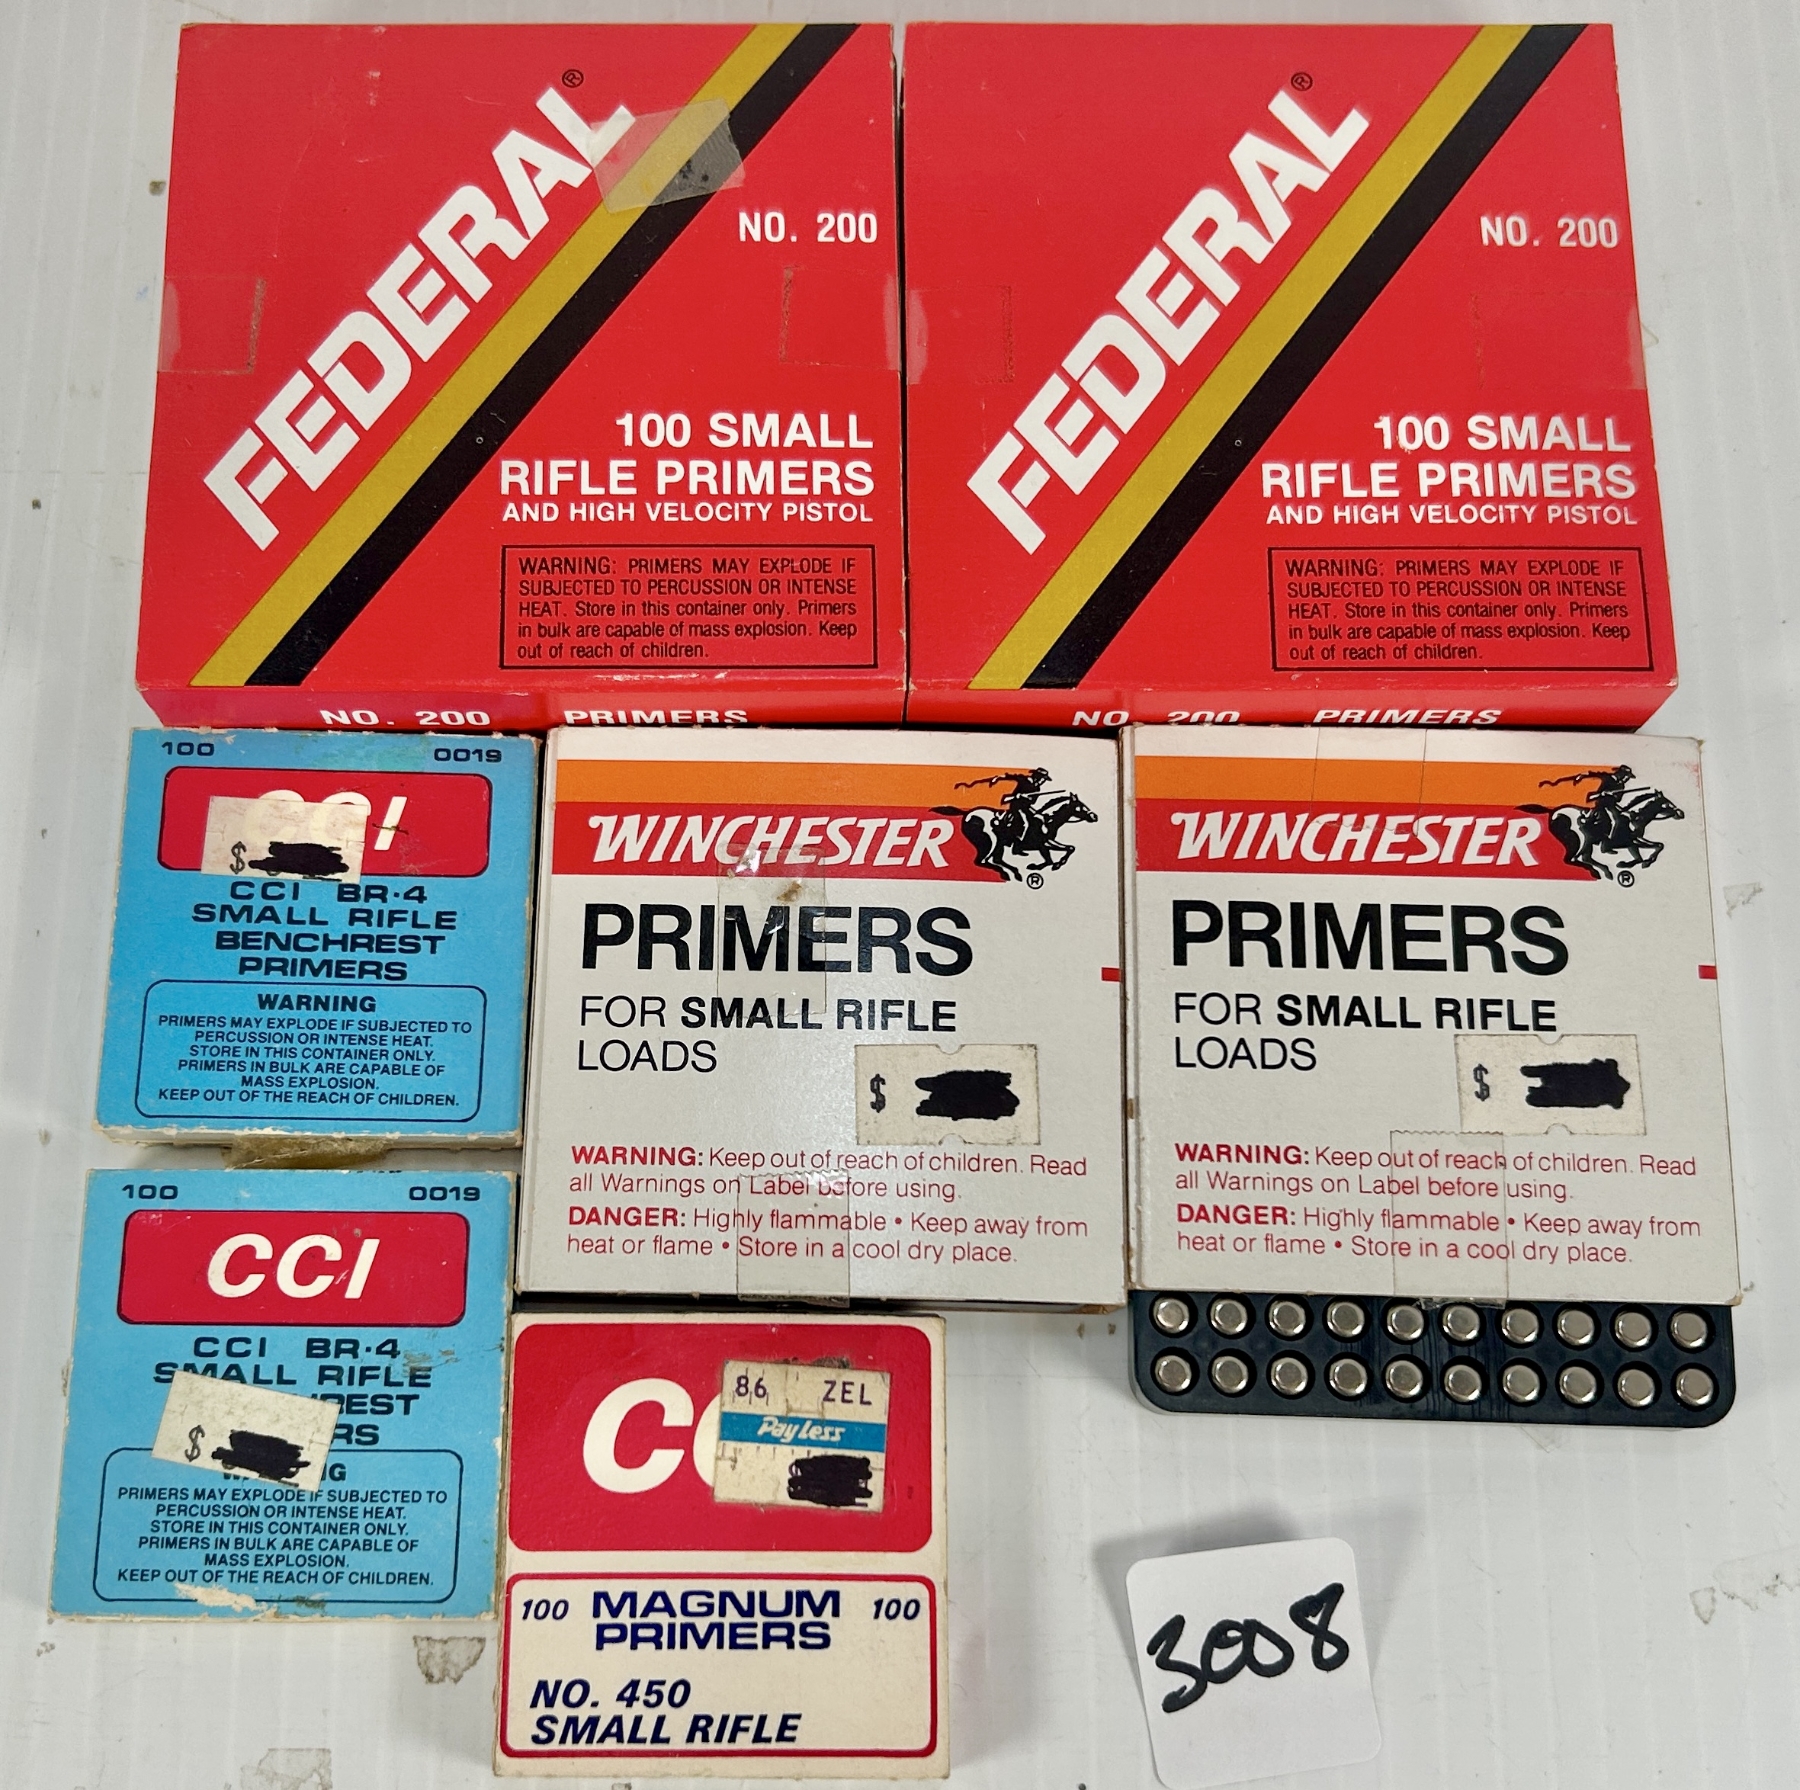 FEDERAL®
NO. 200
100 SMALL
RIFLE PRIMERS
AND HIGH VELOCITY PISTOL
WARNING: PRIMERS MAY EXPLODE IF
SUBJECTED TO PERCUSSION OR INTENSE
HEAT. Store in this container only. Primers
in bulk are capable of mass explosion. Keep
out of reach of children.
NO. 200 PRIMERS
FEDERAL®
NO. 200
100 SMALL
RIFLE PRIMERS
AND HIGH VELOCITY PISTOL
WARNING: PRIMERS MAY EXPLODE IF
SUBJECTED TO PERCUSSION OR INTENSE
HEAT. Store in this container only. Primers
in bulk are capable of mass explosion. Keep
out of reach of children.
NO. 200 PRIMERS
100 0019
CCI
$
CCI BR·4
SMALL RIFLE
BENCHREST
PRIMERS
WARNING
PRIMERS MAY EXPLODE IF SUBJECTED TO
PERCUSSION OR INTENSE HEAT.
STORE IN THIS CONTAINER ONLY.
PRIMERS IN BULK ARE CAPABLE OF
MASS EXPLOSION.
KEEP OUT OF THE REACH OF CHILDREN.
WINCHESTER
®
PRIMERS
FOR SMALL RIFLE
LOADS
$
WARNING: Keep out of reach of children. Read
all Warnings on Label before using.
DANGER: Highly flammable • Keep away from
heat or flame • Store in a cool dry place.
WINCHESTER
®
PRIMERS
FOR SMALL RIFLE
LOADS
$
WARNING: Keep out of reach of children. Read
all Warnings on Label before using.
DANGER: Highly flammable • Keep away from
heat or flame • Store in a cool dry place.
100 0019
CCI
CCI BR·4
SMALL RIFLE
$
PRIMERS MAY EXPLODE IF SUBJECTED TO
PERCUSSION OR INTENSE HEAT.
STORE IN THIS CONTAINER ONLY.
PRIMERS IN BULK ARE CAPABLE OF
MASS EXPLOSION.
KEEP OUT OF THE REACH OF CHILDREN.
86 ZEL
PayLess
100 MAGNUM 100
PRIMERS
NO. 450
SMALL RIFLE
3008